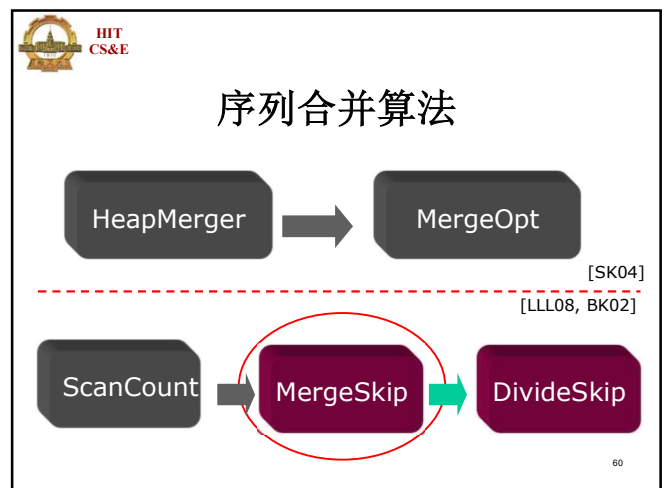 HIT
CS&E
序列合并算法
HeapMerger
MergeOpt
[SK04]
[LLL08, BK02]
ScanCount
MergeSkip
DivideSkip
60